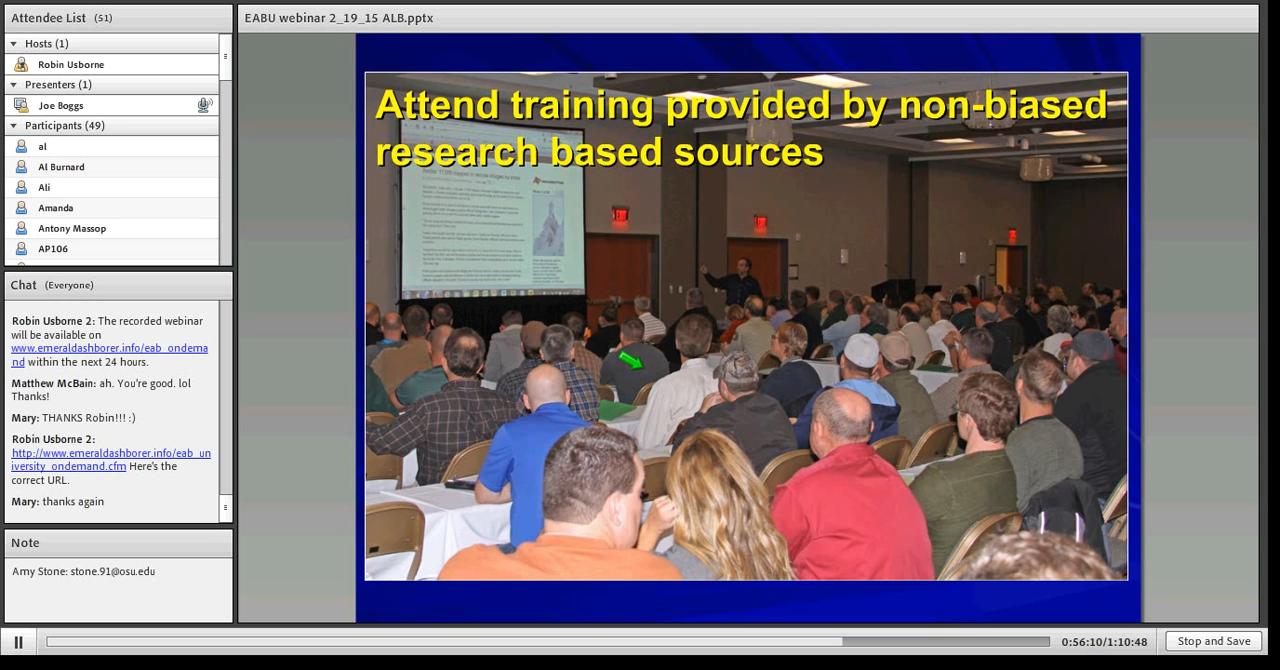 Attendee List (51)
Hosts (1)
Robin Usborne
Presenters (1)
Joe Boggs
Participants (49)
al
Al Burnard
Ali
Amanda
Antony Massop
AP106
Chat (Everyone)
Robin Usborne 2: The recorded webinar
will be available on
www.emeraldashborer.info/eab_ondema
nd within the next 24 hours.
Matthew McBain: ah. You're good. lol
Thanks!
Mary: THANKS Robin!!! :)
Robin Usborne 2:
http://www.emeraldashborer.info/eab_un
iversity_ondemand.cfm Here's the
correct URL.
Mary: thanks again
Note
Amy Stone: stone.91@osu.edu
EABU webinar 2_19_15 ALB.pptx
Attend training provided by non-biased
research based sources
0:56:10/1:10:48
Stop and Save